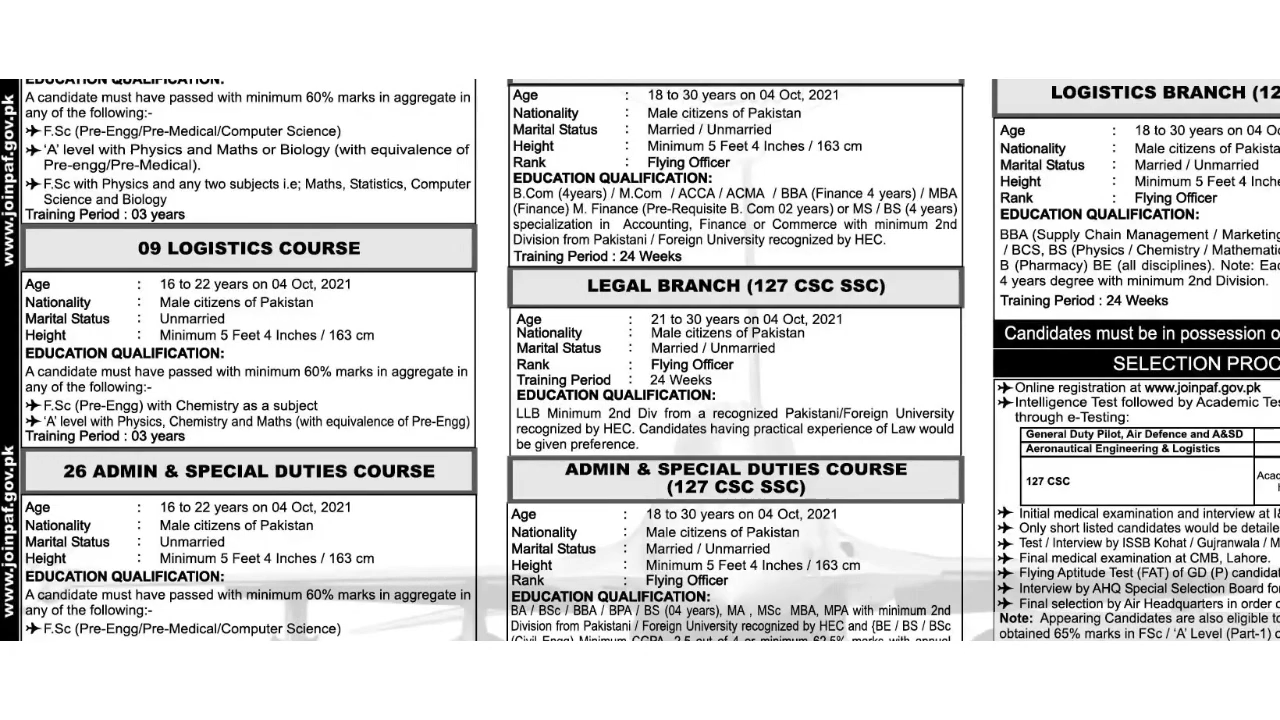 www.joinpaf.gov.pk
www.joinpaf.gov.pk
EDUCATION QUALIFICATION:
A candidate must have passed with minimum 60% marks in aggregate in
any of the following:-
F.Sc (Pre-Engg/Pre-Medical/Computer Science)
'A' level with Physics and Maths or Biology (with equivalence of
Pre-engg/Pre-Medical).
F.Sc with Physics and any two subjects i.e; Maths, Statistics, Computer
Science and Biology
Training Period : 03 years
09 LOGISTICS COURSE
Age : 16 to 22 years on 04 Oct, 2021
Nationality : Male citizens of Pakistan
Marital Status : Unmarried
Height : Minimum 5 Feet 4 Inches / 163 cm
EDUCATION QUALIFICATION:
A candidate must have passed with minimum 60% marks in aggregate in
any of the following:-
F.Sc (Pre-Engg) with Chemistry as a subject
'A' level with Physics, Chemistry and Maths (with equivalence of Pre-Engg)
Training Period : 03 years
26 ADMIN & SPECIAL DUTIES COURSE
Age : 16 to 22 years on 04 Oct, 2021
Nationality : Male citizens of Pakistan
Marital Status : Unmarried
Height : Minimum 5 Feet 4 Inches / 163 cm
EDUCATION QUALIFICATION:
A candidate must have passed with minimum 60% marks in aggregate in
any of the following:-
F.Sc (Pre-Engg/Pre-Medical/Computer Science)
Age : 18 to 30 years on 04 Oct, 2021
Nationality : Male citizens of Pakistan
Marital Status : Married / Unmarried
Height : Minimum 5 Feet 4 Inches / 163 cm
Rank : Flying Officer
EDUCATION QUALIFICATION:
B.Com (4years) / M.Com / ACCA / ACMA / BBA (Finance 4 years) / MBA
(Finance) M. Finance (Pre-Requisite B. Com 02 years) or MS / BS (4 years)
specialization in Accounting, Finance or Commerce with minimum 2nd
Division from Pakistani / Foreign University recognized by HEC.
Training Period : 24 Weeks
LEGAL BRANCH (127 CSC SSC)
Age : 21 to 30 years on 04 Oct, 2021
Nationality : Male citizens of Pakistan
Marital Status : Married / Unmarried
Rank : Flying Officer
Training Period : 24 Weeks
EDUCATION QUALIFICATION:
LLB Minimum 2nd Div from a recognized Pakistani/Foreign University
recognized by HEC. Candidates having practical experience of Law would
be given preference.
ADMIN & SPECIAL DUTIES COURSE
(127 CSC SSC)
Age : 18 to 30 years on 04 Oct, 2021
Nationality : Male citizens of Pakistan
Marital Status : Married / Unmarried
Height : Minimum 5 Feet 4 Inches / 163 cm
Rank : Flying Officer
EDUCATION QUALIFICATION:
BA / BSc / BBA / BPA / BS (04 years), MA , MSc MBA, MPA with minimum 2nd
Division from Pakistani / Foreign University recognized by HEC and {BE / BS / BSc
(Civil Engg) Minimum CGPA 2.5 out of 4 or minimum 62.5% marks with annual
LOGISTICS BRANCH (12
Age : 18 to 30 years on 04 Oc
Nationality : Male citizens of Pakista
Marital Status : Married / Unmarried
Height : Minimum 5 Feet 4 Inche
Rank : Flying Officer
EDUCATION QUALIFICATION:
BBA (Supply Chain Management / Marketing
/ BCS, BS (Physics / Chemistry / Mathemati
B (Pharmacy) BE (all disciplines). Note: Eac
4 years degree with minimum 2nd Division.
Training Period : 24 Weeks
Candidates must be in possession o
SELECTION PROC
Online registration at www.joinpaf.gov.pk
Intelligence Test followed by Academic Tes
through e-Testing:
General Duty Pilot, Air Defence and A&SD
Aeronautical Engineering & Logistics
127 CSC Acad
Initial medical examination and interview at I&
Only short listed candidates would be detaile
Test / Interview by ISSB Kohat / Gujranwala / M
Final medical examination at CMB, Lahore.
Flying Aptitude Test (FAT) of GD (P) candidat
Interview by AHQ Special Selection Board for
Final selection by Air Headquarters in order o
Note: Appearing Candidates are also eligible to
obtained 65% marks in FSc / 'A' Level (Part-1) o